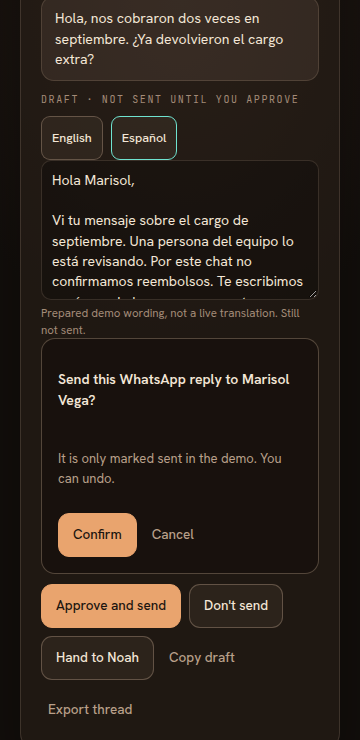 Hola, nos cobraron dos veces en
septiembre. ¿Ya devolvieron el cargo
extra?
DRAFT · NOT SENT UNTIL YOU APPROVE
English
Español
Hola Marisol,
Vi tu mensaje sobre el cargo de
septiembre. Una persona del equipo lo
está revisando. Por este chat no
confirmamos reembolsos. Te escribimos
Prepared demo wording, not a live translation. Still
not sent.
Send this WhatsApp reply to Marisol
Vega?
It is only marked sent in the demo. You
can undo.
Confirm
Cancel
Approve and send
Don't send
Hand to Noah
Copy draft
Export thread